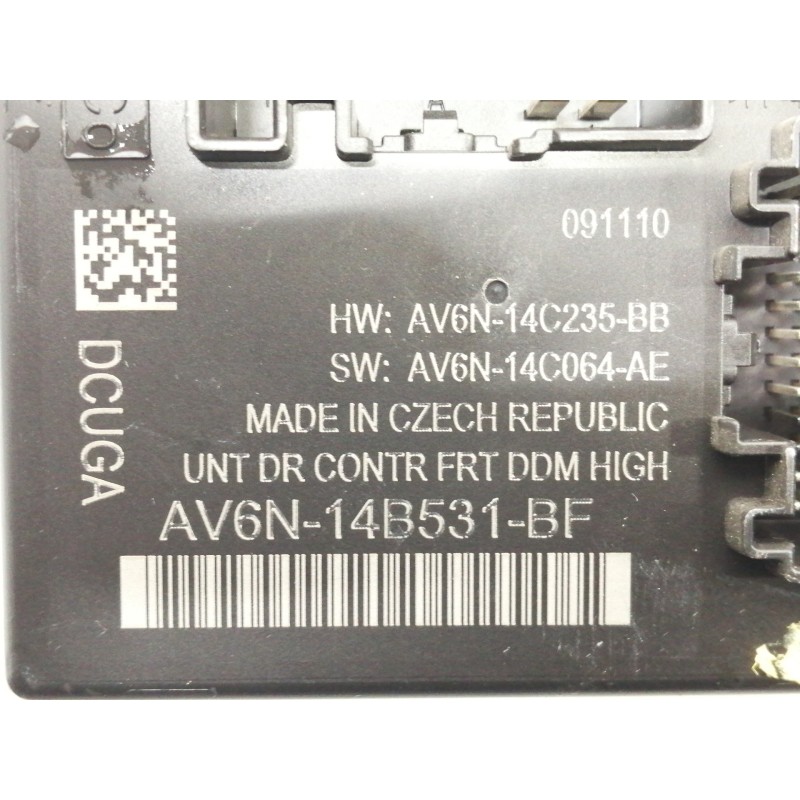 091110
HW: AV6N-14C235-BB
SW: AV6N-14C064-AE
MADE IN CZECH REPUBLIC
UNT DR CONTR FRT DDM HIGH
AV6N-14B531-BF
DCUGA